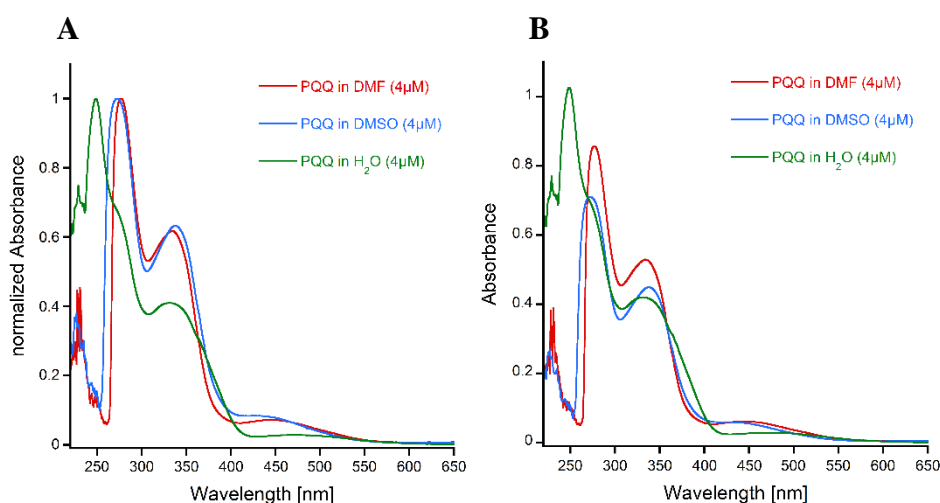 A
PQQ in DMF (4µM)
PQQ in DMSO (4µM)
PQQ in H2O (4µM)
normalized Absorbance
1
0.8
0.6
0.4
0.2
0
250 300 350 400 450 500 550 600 650
Wavelength [nm]
B
PQQ in DMF (4µM)
PQQ in DMSO (4µM)
PQQ in H2O (4µM)
Absorbance
1
0.8
0.6
0.4
0.2
0
250 300 350 400 450 500 550 600 650
Wavelength [nm]